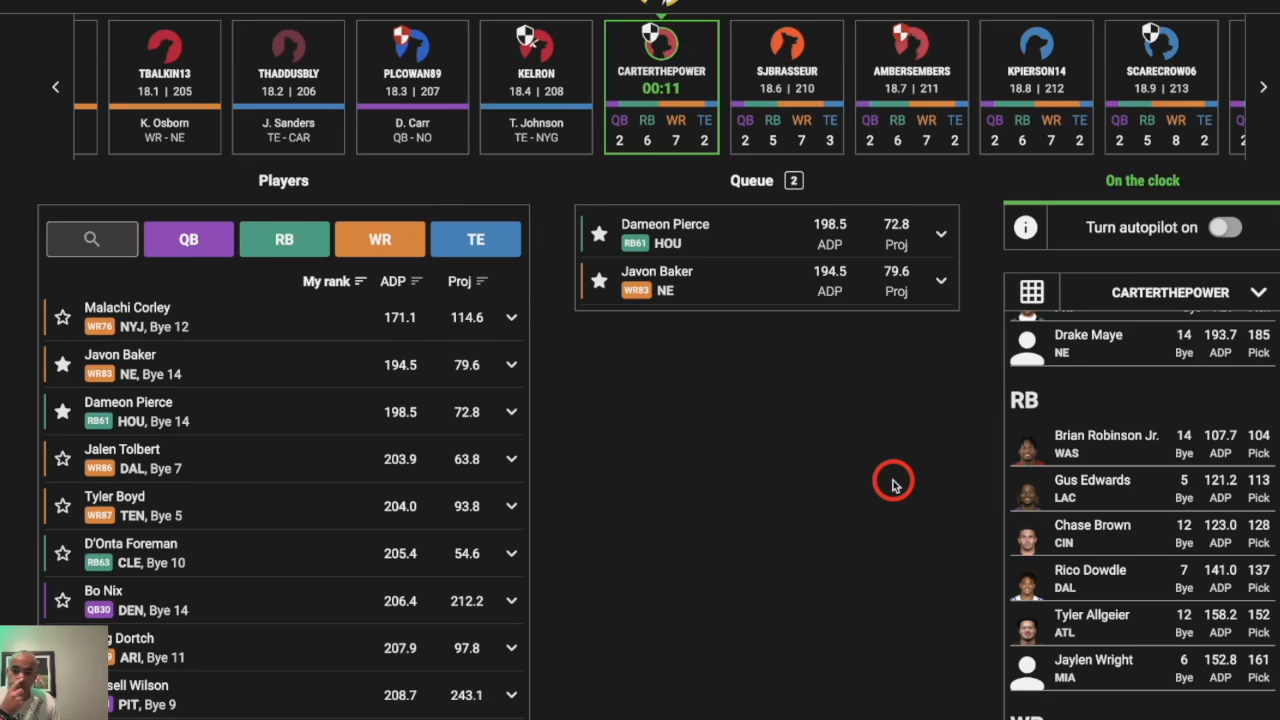 TBALKIN13
18.1 | 205
K. Osborn
WR - NE
THADDUSBLY
18.2 | 206
J. Sanders
TE - CAR
PLCOWAN89
18.3 | 207
D. Carr
QB - NO
KELRON
18.4 | 208
T. Johnson
TE - NYG
CARTERTHEPOWER
00:11
QB RB WR TE
2 6 7 2
SJBRASSEUR
18.6 | 210
QB RB WR TE
2 5 7 3
AMBERSEMBERS
18.7 | 211
QB RB WR TE
2 6 7 2
KPIERSON14
18.8 | 212
QB RB WR TE
2 6 7 2
SCARECROW06
18.9 | 213
QB RB WR TE
2 5 8 2
Players
QB RB WR TE
My rank ADP Proj
Malachi Corley
WR76 NYJ, Bye 12
171.1 114.6
Javon Baker
WR83 NE, Bye 14
194.5 79.6
Dameon Pierce
RB61 HOU, Bye 14
198.5 72.8
Jalen Tolbert
WR86 DAL, Bye 7
203.9 63.8
Tyler Boyd
WR87 TEN, Bye 5
204.0 93.8
D'Onta Foreman
RB63 CLE, Bye 10
205.4 54.6
Bo Nix
QB30 DEN, Bye 14
206.4 212.2
Dortch
ARI, Bye 11
207.9 97.8
Wilson
PIT, Bye 9
208.7 243.1
Queue 2
Dameon Pierce 198.5 72.8
RB61 HOU ADP Proj
Javon Baker 194.5 79.6
WR83 NE ADP Proj
On the clock
Turn autopilot on
CARTERTHEPOWER
Drake Maye 14 193.7 185
NE Bye ADP Pick
RB
Brian Robinson Jr. 14 107.7 104
WAS Bye ADP Pick
Gus Edwards 5 121.2 113
LAC Bye ADP Pick
Chase Brown 12 123.0 128
CIN Bye ADP Pick
Rico Dowdle 7 141.0 137
DAL Bye ADP Pick
Tyler Allgeier 12 158.2 152
ATL Bye ADP Pick
Jaylen Wright 6 152.8 161
MIA Bye ADP Pick